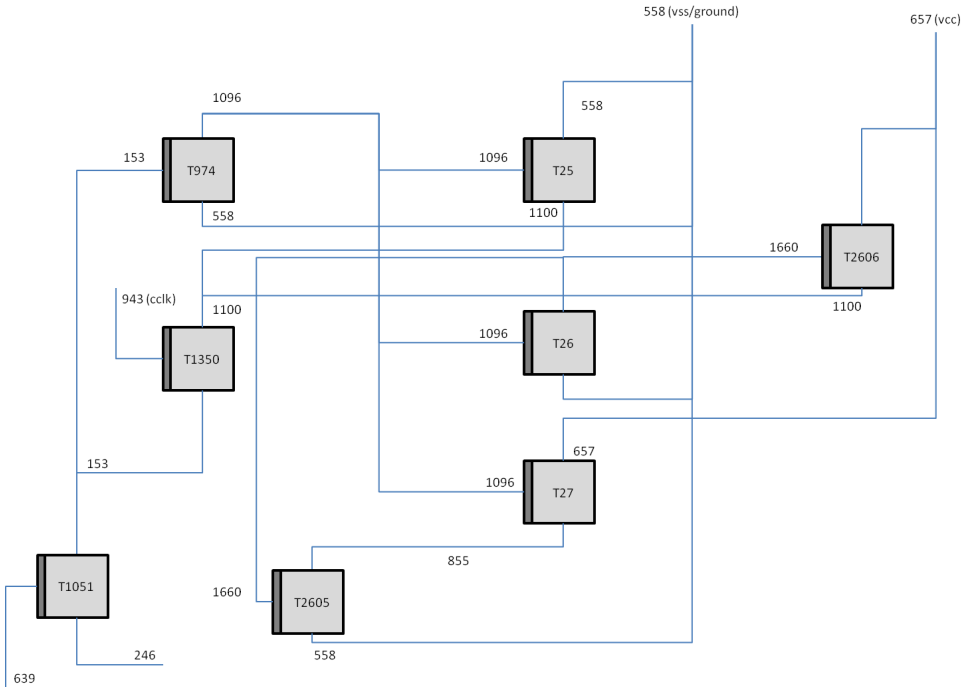 558 (vss/ground)
657 (vcc)
1096
558
153
1096
T974
T25
558
1100
1660
T2606
943 (cclk)
1100
1100
1096
T26
T1350
657
153
1096
T27
855
T1051
1660
T2605
246
558
639